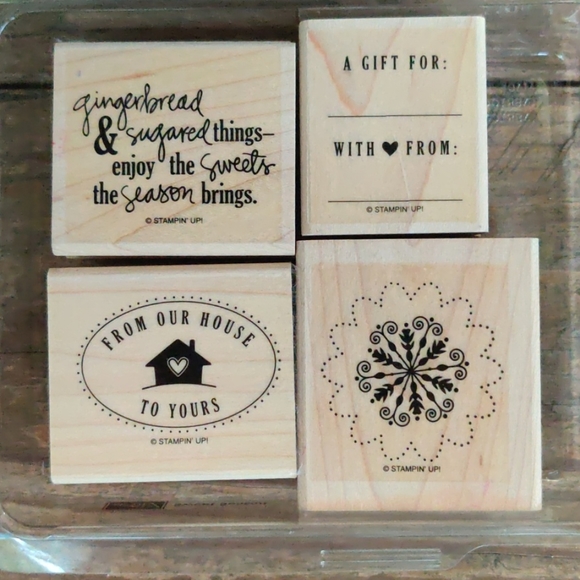 gingerbread
& sugared things–
enjoy the sweets
the season brings.
© STAMPIN' UP!
A GIFT FOR:
WITH ♥ FROM:
© STAMPIN' UP!
FROM OUR HOUSE
TO YOURS
© STAMPIN' UP!
© STAMPIN' UP!